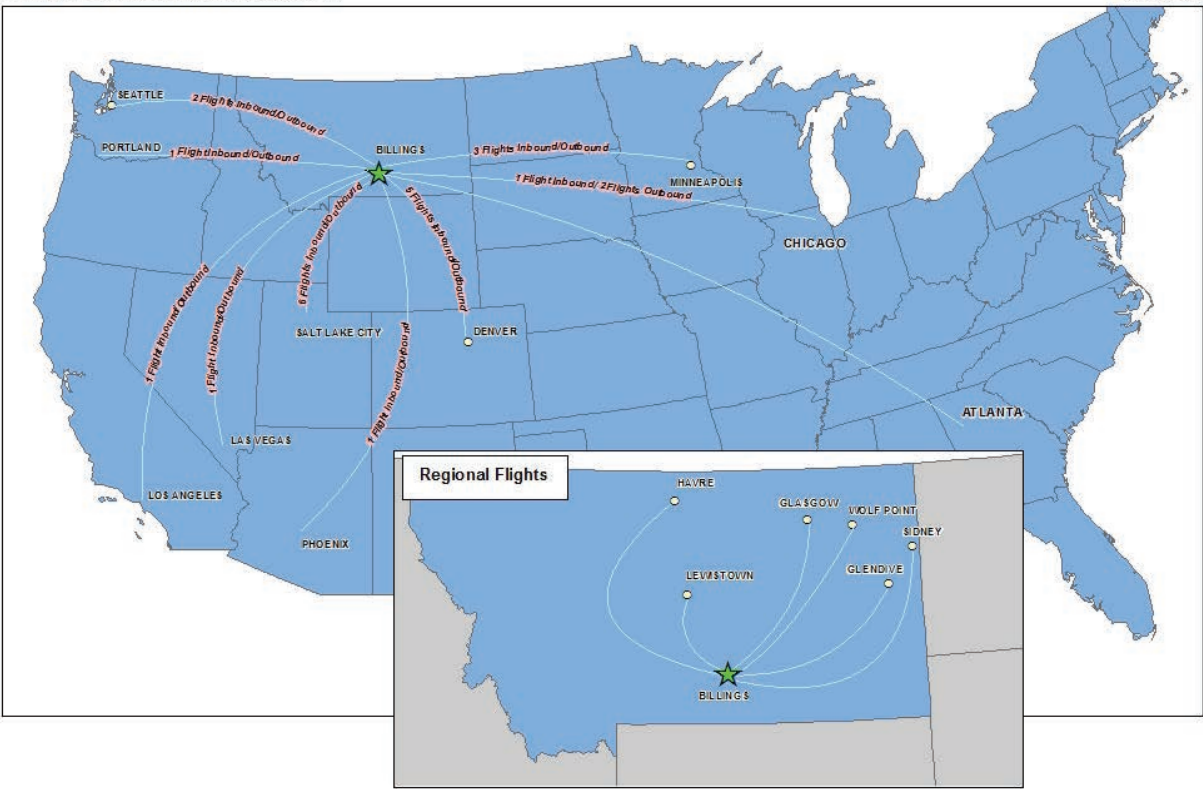 SEATTLE
2 Flights Inbound/Outbound
PORTLAND
1 Flight Inbound/Outbound
BILLINGS
3 Flights Inbound/Outbound
MINNEAPOLIS
1 Flight Inbound/ 2 Flights Outbound
CHICAGO
Flights Inbound/Outbound
SALT LAKE CITY
Flights Inbound/Outbound
DENVER
1 Flight Inbound/Outbound
LOS ANGELES
1 Flight Inbound/Outbound
LAS VEGAS
1 Flight Inbound/Outbound
PHOENIX
ATLANTA
Regional Flights
HAVRE
GLASGOW
WOLF POINT
SIDNEY
GLENDIVE
LEWISTOWN
BILLINGS